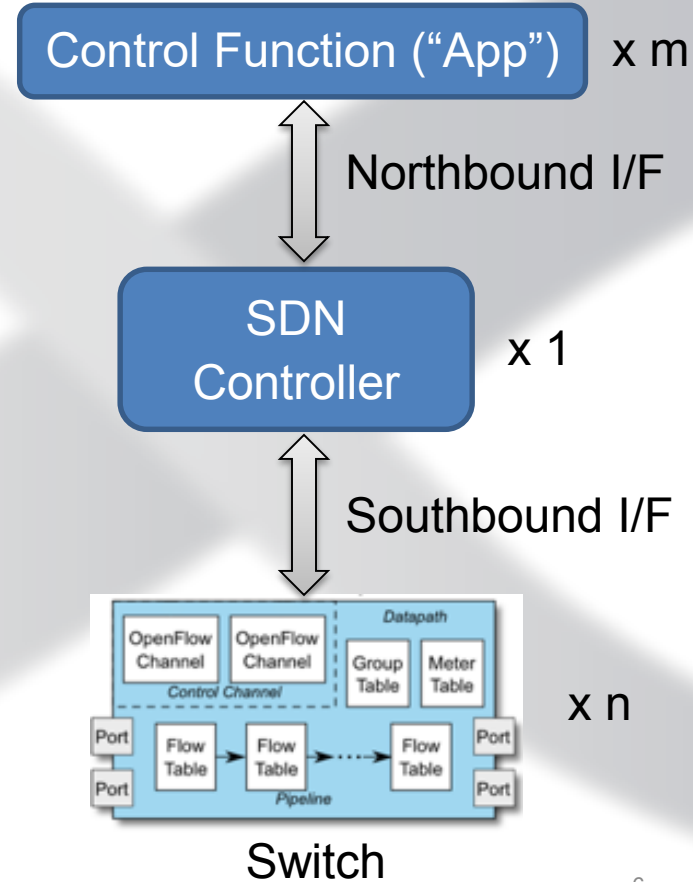 Control Function (“App”)
x m
Northbound I/F
SDN
Controller
x 1
Southbound I/F
Datapath
OpenFlow
Channel
OpenFlow
Channel
Control Channel
Group
Table
Meter
Table
x n
Port
Port
Flow
Table
Flow
Table
Flow
Table
Port
Port
Pipeline
Switch